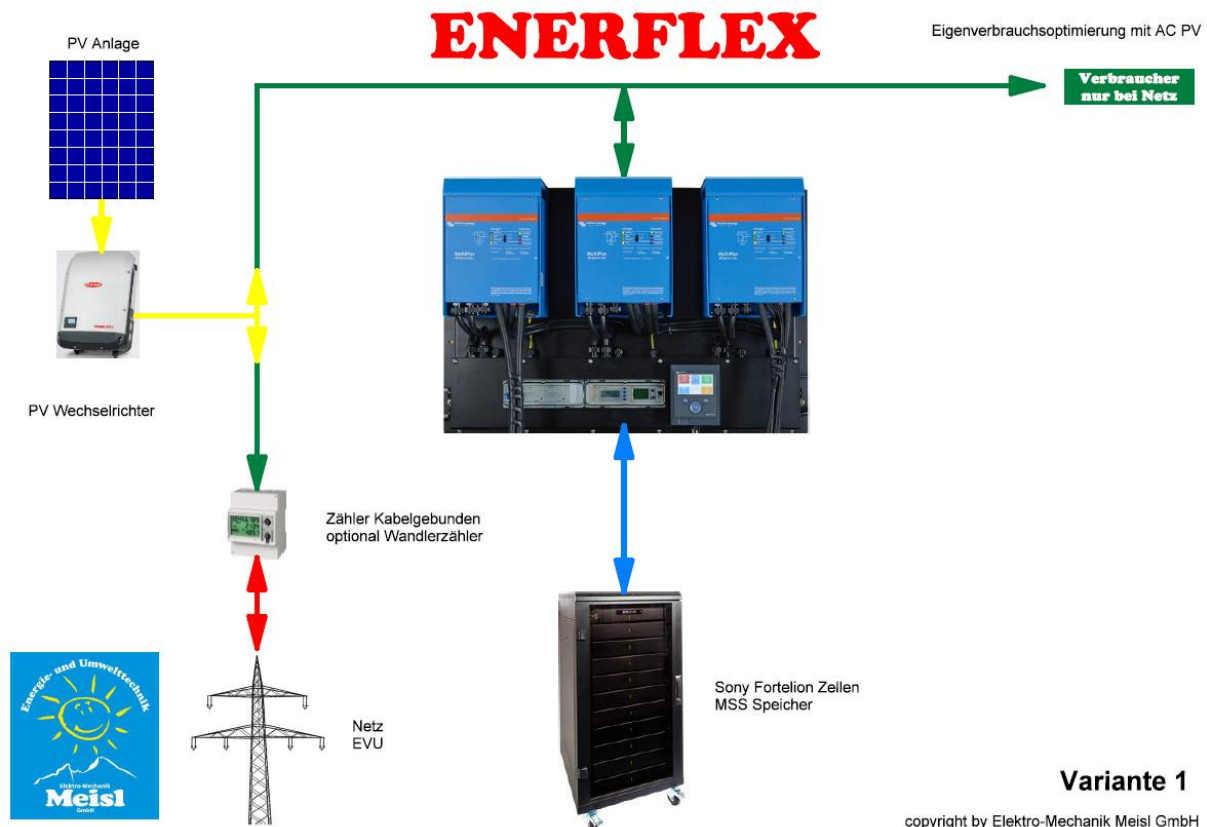 ENERFLEX
Eigenverbrauchsoptimierung mit AC PV
PV Anlage
Verbraucher
nur bei Netz
PV Wechselrichter
Zähler Kabelgebunden
optional Wandlerzähler
Sony Fortelion Zellen
MSS Speicher
Netz
EVU
Energie- und Umwelttechnik
Elektro-Mechanik
Meisl
GmbH
Variante 1
copyright by Elektro-Mechanik Meisl GmbH